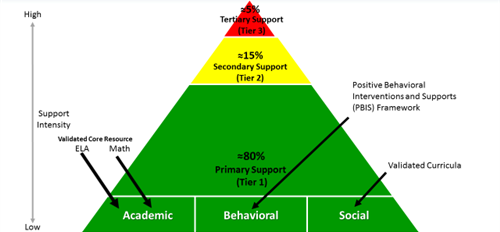 High
≈5%
Tertiary Support
(Tier 3)
≈15%
Secondary Support
(Tier 2)
Positive Behavioral
Interventions and Supports
(PBIS) Framework
Support
Intensity
Validated Core Resource
ELA Math
≈80%
Primary Support
(Tier 1)
Validated Curricula
Academic Behavioral Social
Low